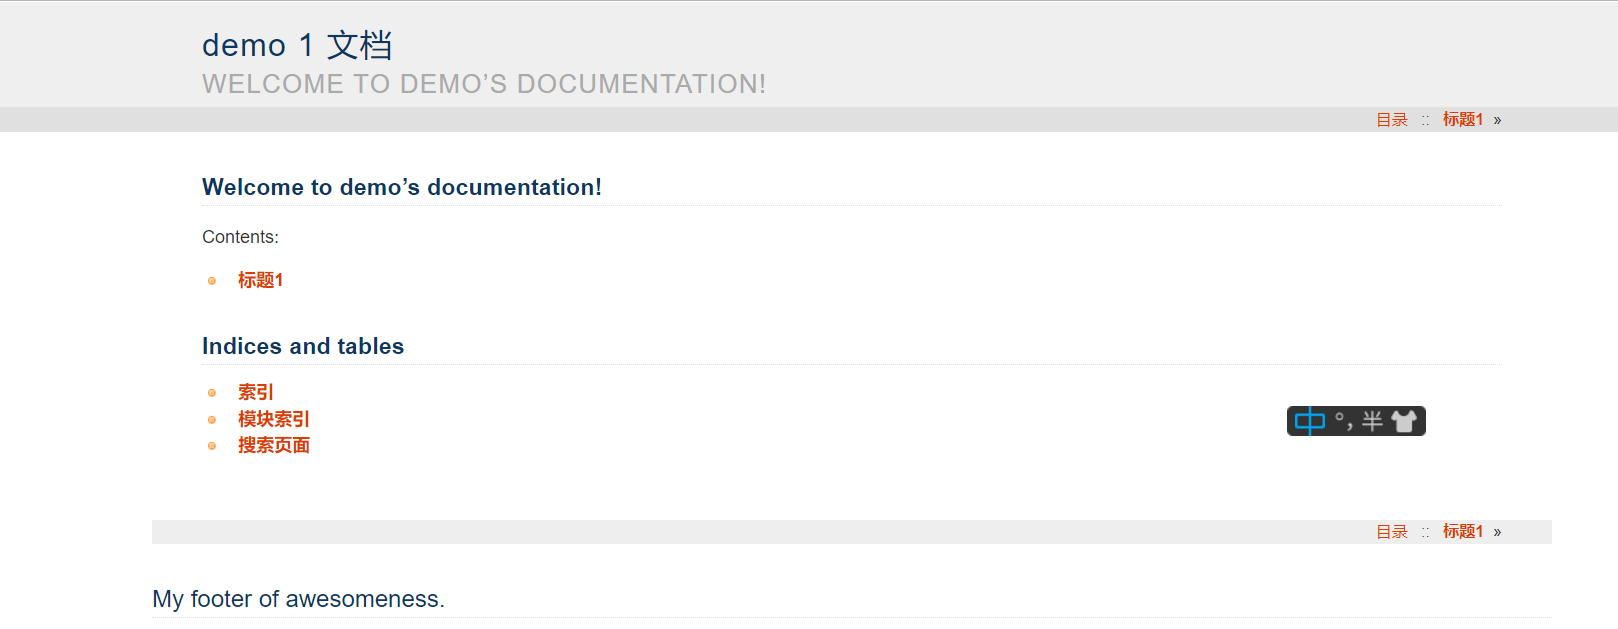 demo 1 文档
WELCOME TO DEMO’S DOCUMENTATION!
目录 :: 标题1 »
Welcome to demo’s documentation!
Contents:
标题1
Indices and tables
索引
模块索引
搜索页面
中 °, 半
目录 :: 标题1 »
My footer of awesomeness.